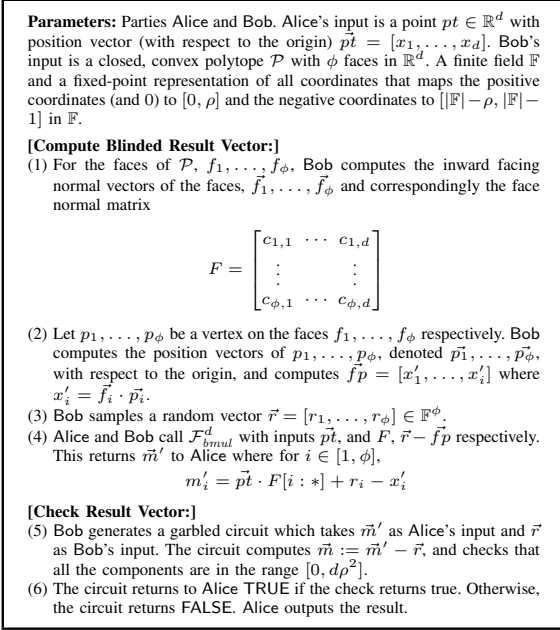 Parameters: Parties Alice and Bob. Alice's input is a point pt ∈ ℝ^d with
position vector (with respect to the origin) p⃗t = [x_1, . . . , x_d]. Bob's
input is a closed, convex polytope 𝒫 with ϕ faces in ℝ^d. A finite field 𝔽
and a fixed-point representation of all coordinates that maps the positive
coordinates (and 0) to [0, ρ] and the negative coordinates to [|𝔽|−ρ, |𝔽|−
1] in 𝔽.
[Compute Blinded Result Vector:]
(1) For the faces of 𝒫, f_1, . . . , f_ϕ, Bob computes the inward facing
normal vectors of the faces, f⃗_1, . . . , f⃗_ϕ and correspondingly the face
normal matrix
F = [ c_{1,1} ⋯ c_{1,d}
⋮ ⋮
c_{ϕ,1} ⋯ c_{ϕ,d} ]
(2) Let p_1, . . . , p_ϕ be a vertex on the faces f_1, . . . , f_ϕ respectively. Bob
computes the position vectors of p_1, . . . , p_ϕ, denoted p⃗_1, . . . , p⃗_ϕ,
with respect to the origin, and computes f⃗p = [x′_1, . . . , x′_i] where
x′_i = f⃗_i · p⃗_i.
(3) Bob samples a random vector r⃗ = [r_1, . . . , r_ϕ] ∈ 𝔽^ϕ.
(4) Alice and Bob call ℱ^d_{bmul} with inputs p⃗t, and F, r⃗ − f⃗p respectively.
This returns m⃗′ to Alice where for i ∈ [1, ϕ],
m′_i = p⃗t · F[i : ∗] + r_i − x′_i
[Check Result Vector:]
(5) Bob generates a garbled circuit which takes m⃗′ as Alice's input and r⃗
as Bob's input. The circuit computes m⃗ := m⃗′ − r⃗, and checks that
all the components are in the range [0, dρ^2].
(6) The circuit returns to Alice TRUE if the check returns true. Otherwise,
the circuit returns FALSE. Alice outputs the result.